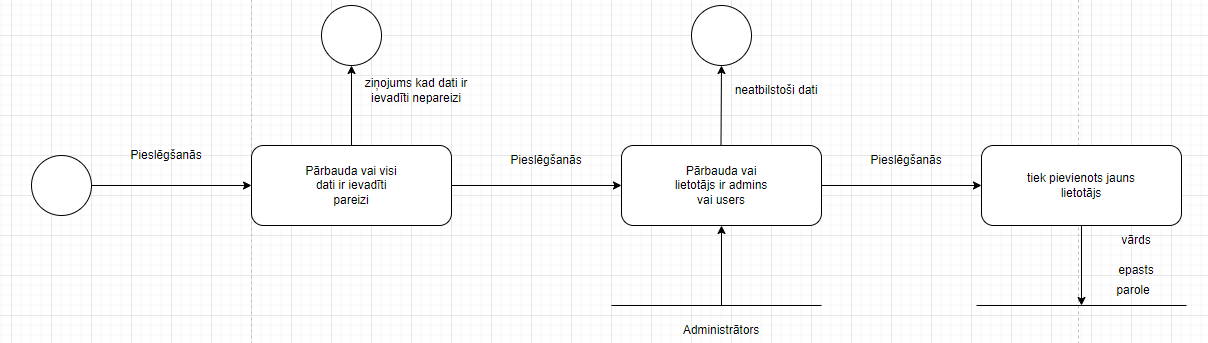 ziņojums kad dati ir
ievadīti nepareizi
neatbilstoši dati
Pieslēgšanās
Pārbauda vai visi
dati ir ievadīti
pareizi
Pieslēgšanās
Pārbauda vai
lietotājs ir admins
vai users
Pieslēgšanās
tiek pievienots jauns
lietotājs
vārds
epasts
parole
Administrātors